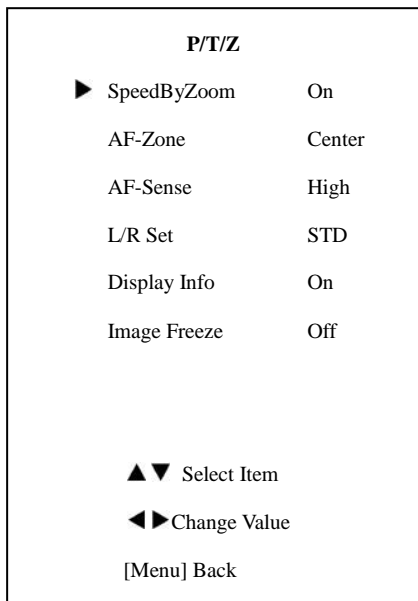 P/T/Z
▶ SpeedByZoom On
AF-Zone Center
AF-Sense High
L/R Set STD
Display Info On
Image Freeze Off
▲▼ Select Item
◀▶Change Value
[Menu] Back